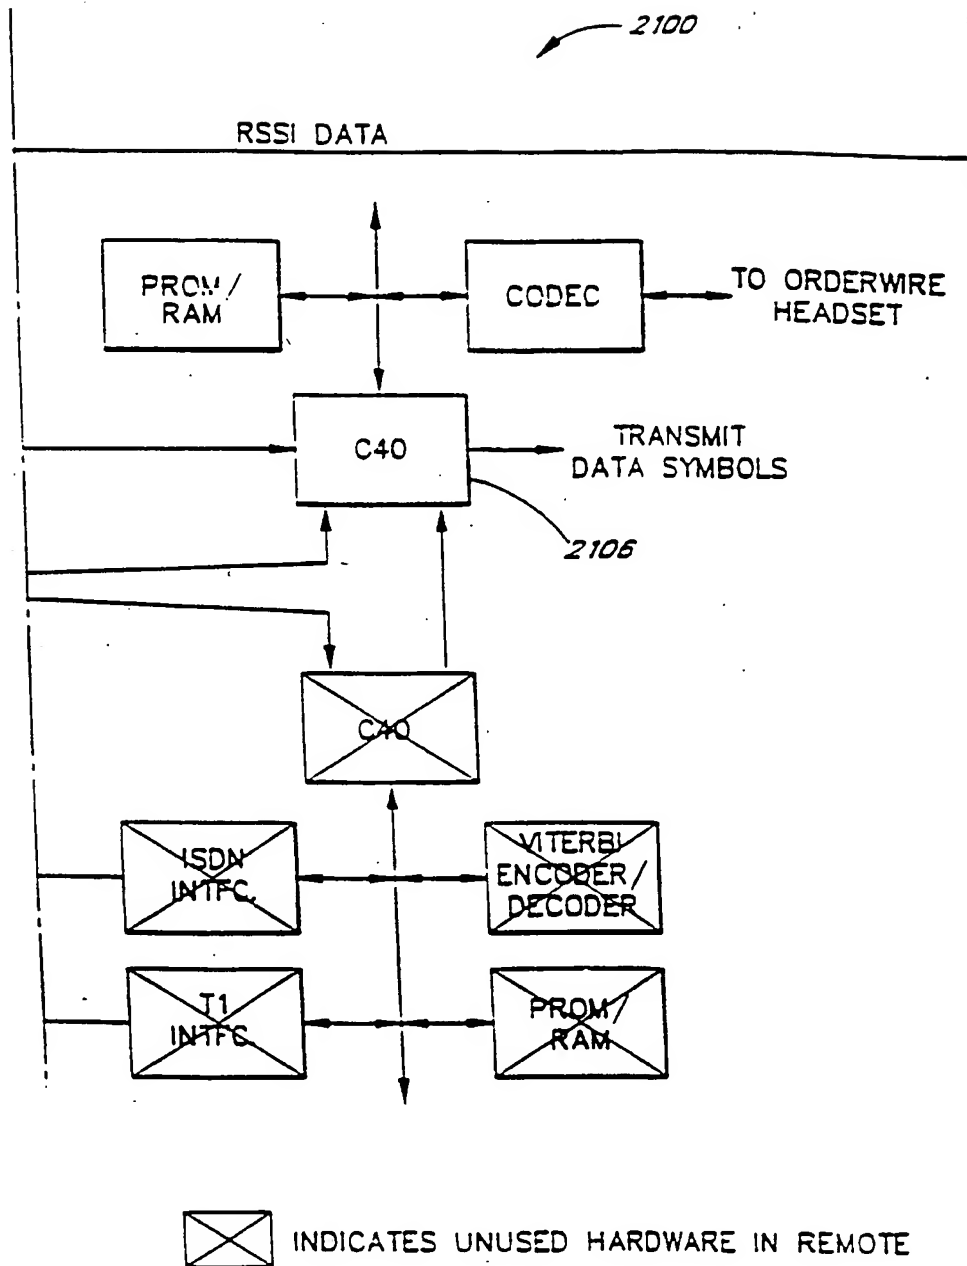 2100
RSSI DATA
PROM/
RAM
CODEC
TO ORDERWIRE
HEADSET
C40
TRANSMIT
DATA SYMBOLS
2106
C40
ISDN
INTFC.
VITERBI
ENCODER/
DECODER
T1
INTFC.
PROM/
RAM
INDICATES UNUSED HARDWARE IN REMOTE